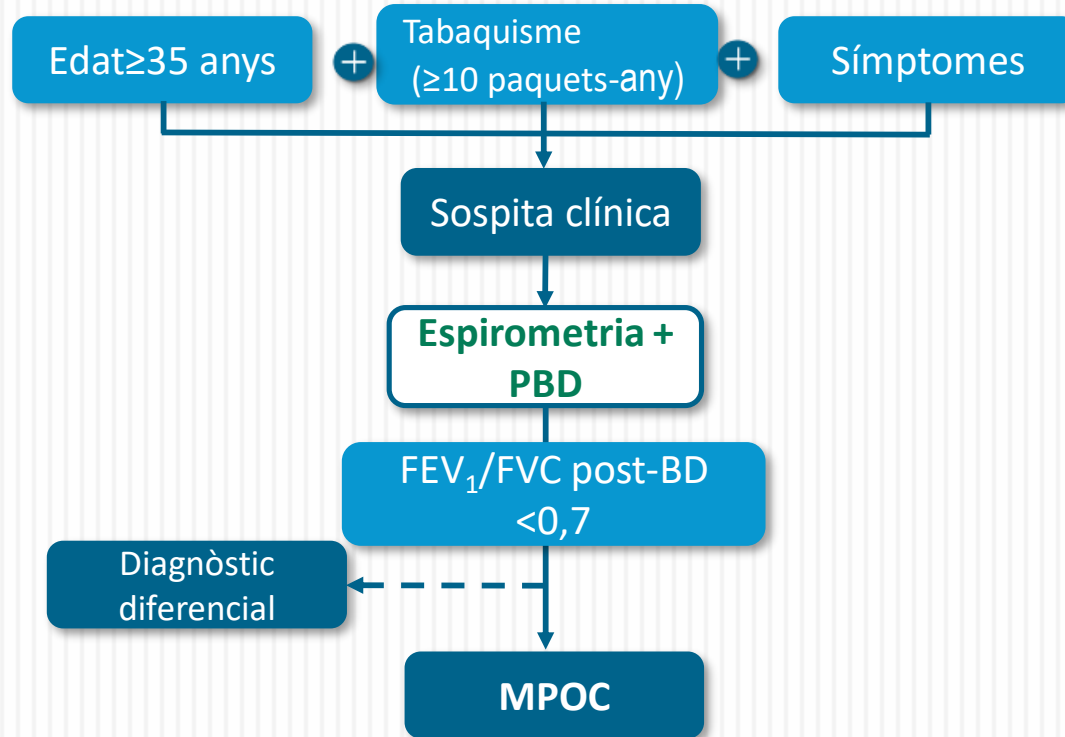 Edat≥35 anys
+
Tabaquisme
(≥10 paquets-any)
+
Símptomes
Sospita clínica
Espirometria +
PBD
FEV₁/FVC post-BD
<0,7
Diagnòstic
diferencial
MPOC